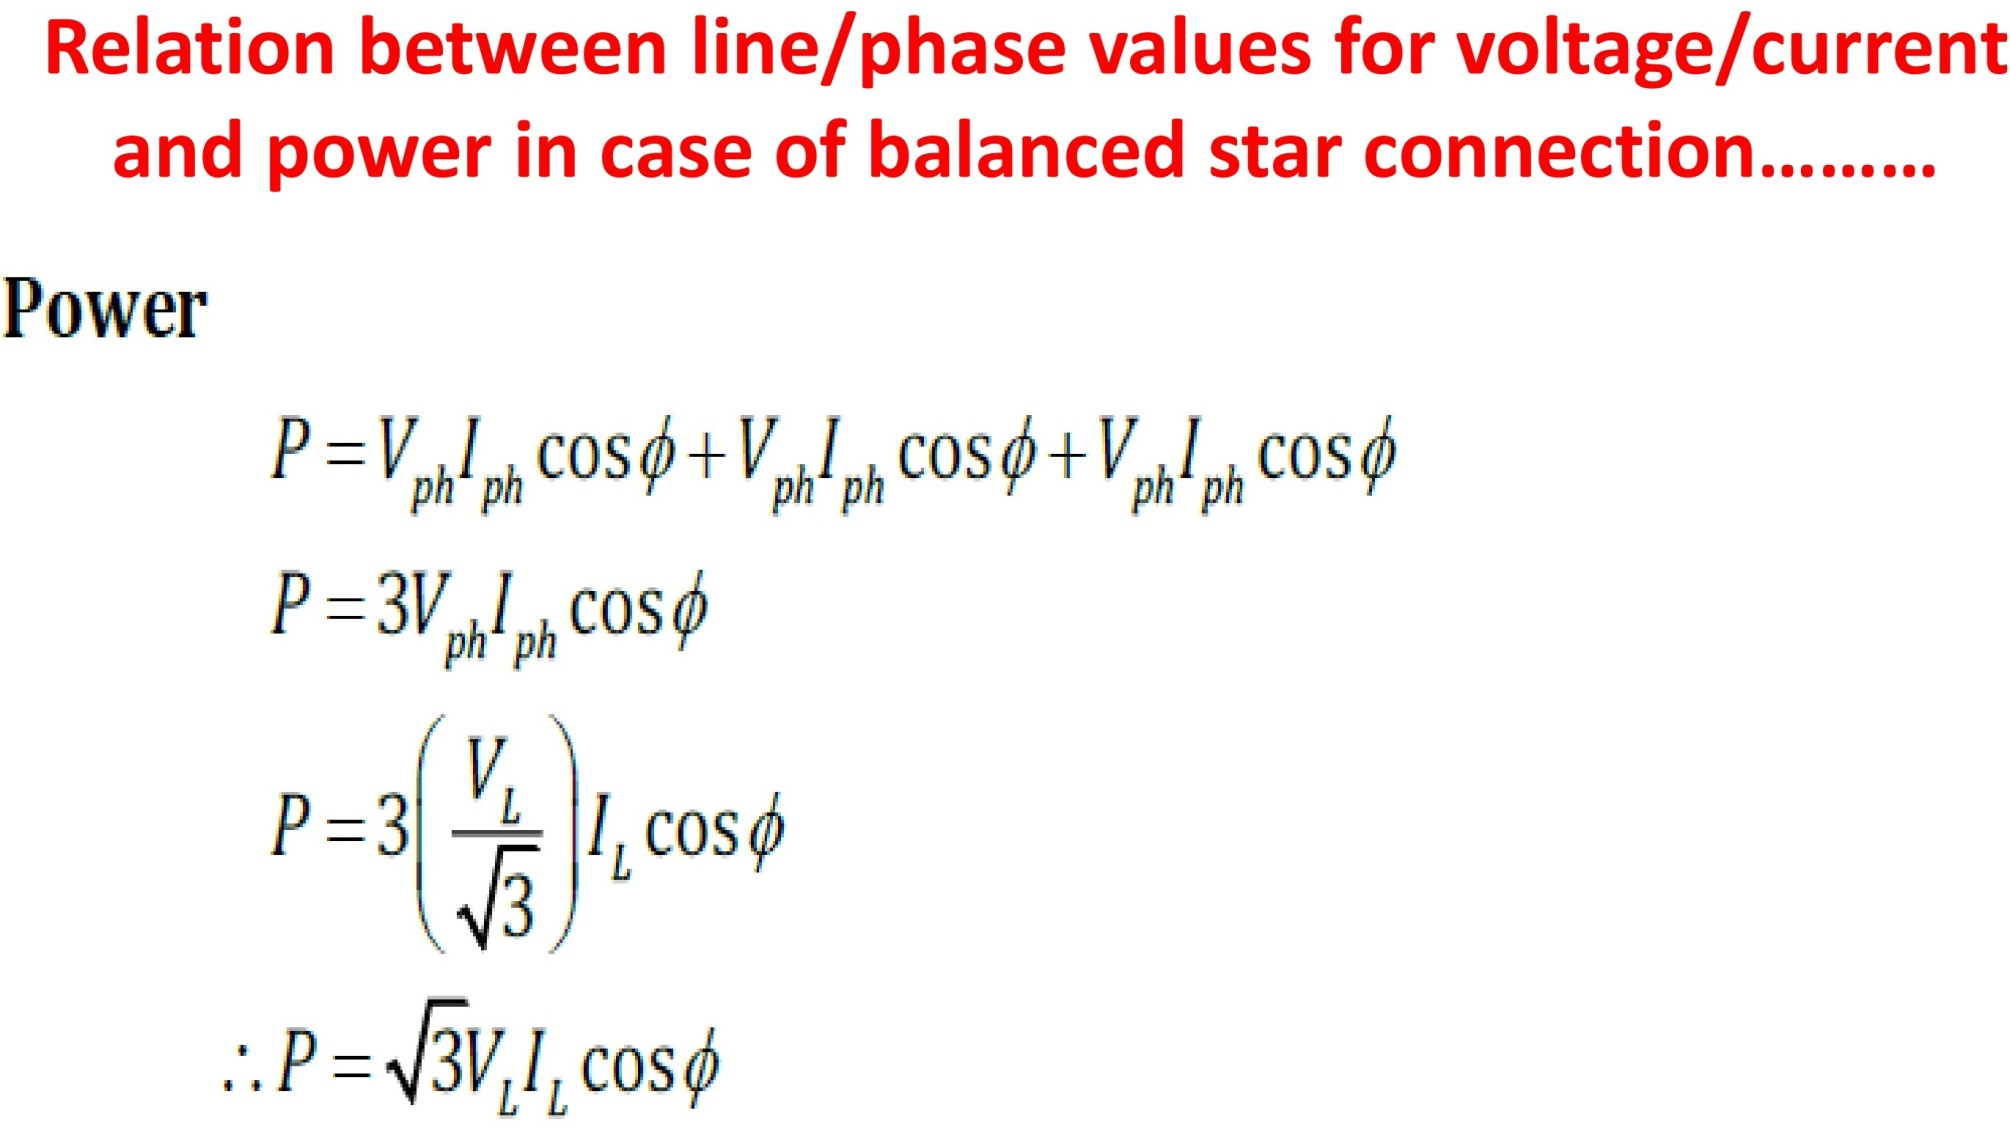 Relation between line/phase values for voltage/current
and power in case of balanced star connection………
Power
P = V_ph I_ph cos ϕ + V_ph I_ph cos ϕ + V_ph I_ph cos ϕ
P = 3V_ph I_ph cos ϕ
P = 3(V_L/√3) I_L cos ϕ
∴ P = √3 V_L I_L cos ϕ